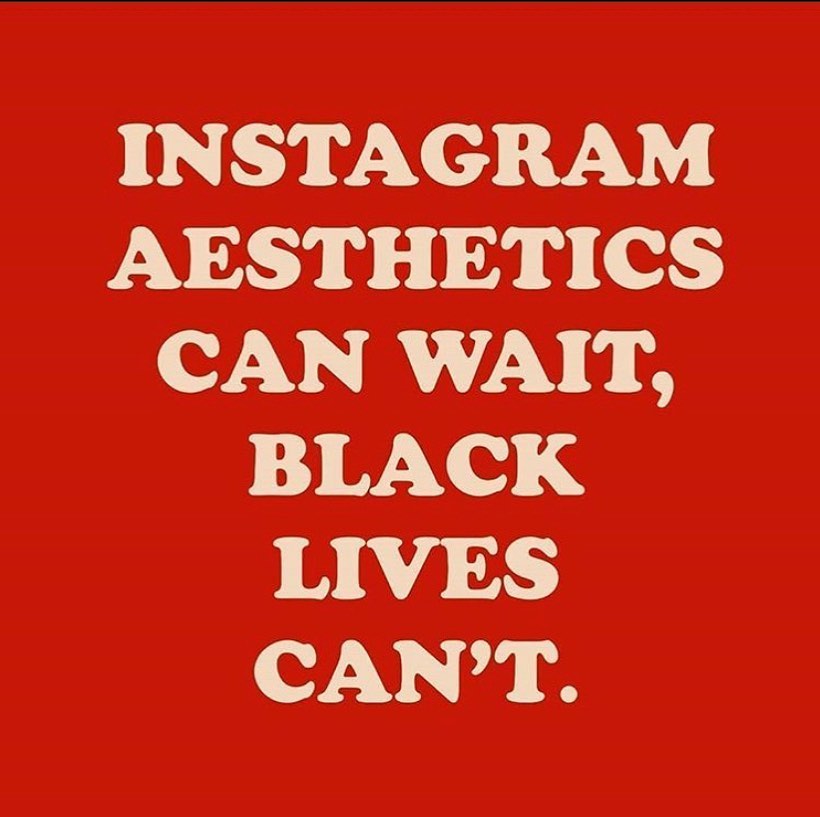 INSTAGRAM
AESTHETICS
CAN WAIT,
BLACK
LIVES
CAN’T.